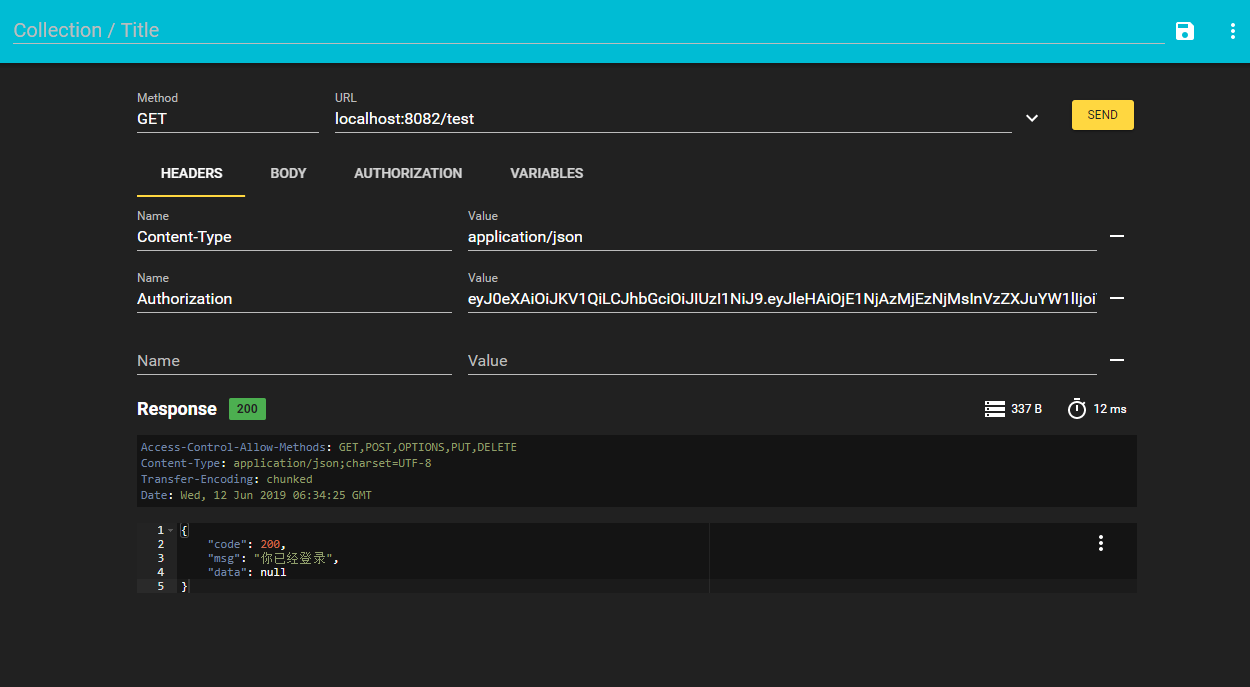 Collection / Title
Method
GET
URL
localhost:8082/test
SEND
HEADERS BODY AUTHORIZATION VARIABLES
Name Value
Content-Type application/json
Name Value
Authorization eyJ0eXAiOiJKV1QiLCJhbGciOiJIUzI1NiJ9.eyJleHAiOjE1NjAzMjEzNjMsInVzZXJuYW1lIjoi
Name Value
Response 200 337 B 12 ms
Access-Control-Allow-Methods: GET,POST,OPTIONS,PUT,DELETE
Content-Type: application/json;charset=UTF-8
Transfer-Encoding: chunked
Date: Wed, 12 Jun 2019 06:34:25 GMT
1 {
2 "code": 200,
3 "msg": "你已经登录",
4 "data": null
5 }